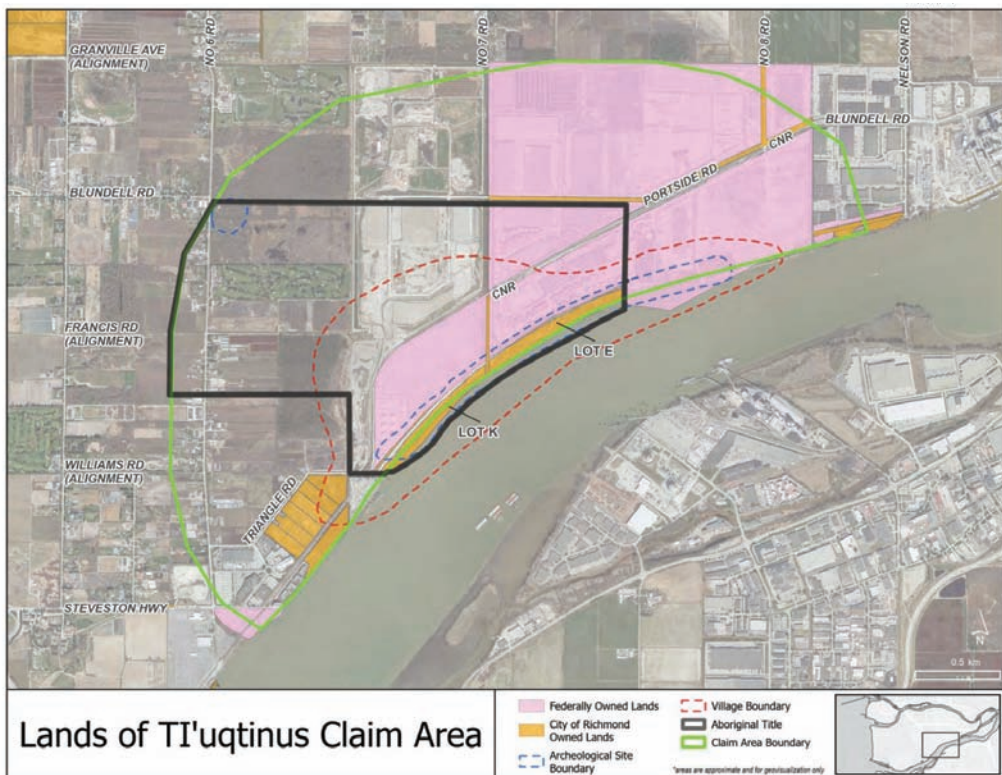 GRANVILLE AVE
(ALIGNMENT)
NO 6 RD
NO 7 RD
NO 8 RD
NELSON RD
BLUNDELL RD
CNR
PORTSIDE RD
BLUNDELL RD
CNR
FRANCIS RD
(ALIGNMENT)
LOT E
LOT K
WILLIAMS RD
(ALIGNMENT)
TRIANGLE RD
STEVESTON HWY
N
0.5 km
Lands of TI'uqtinus Claim Area
Federally Owned Lands
City of Richmond
Owned Lands
Archeological Site
Boundary
Village Boundary
Aboriginal Title
Claim Area Boundary
*areas are approximate and for geovisualization only